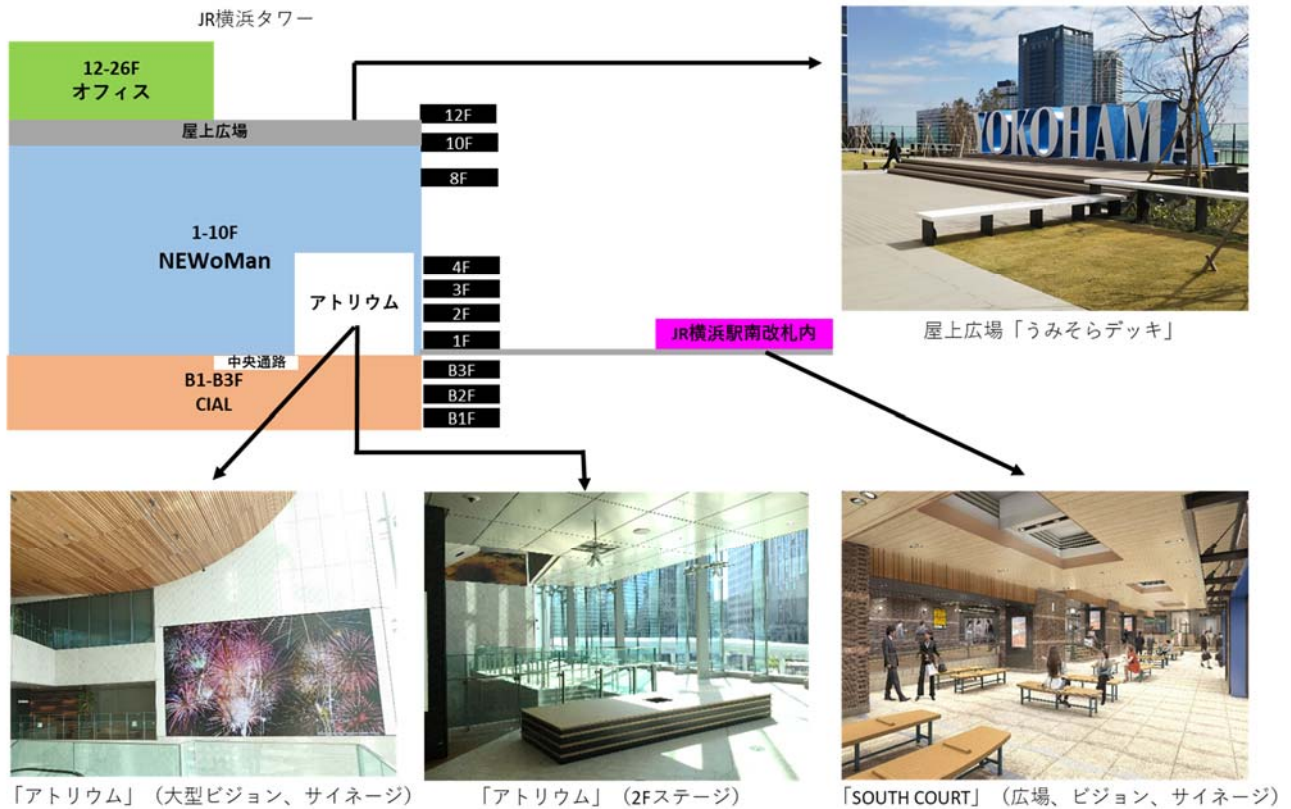 JR横浜タワー
12-26F
オフィス
屋上広場
12F
10F
8F
1-10F
NEWoMan
アトリウム
4F
3F
2F
1F
JR横浜駅南改札内
中央通路
B1-B3F
CIAL
B3F
B2F
B1F
YOKOHAMA
屋上広場「うみそらデッキ」
「アトリウム」（大型ビジョン、サイネージ）
「アトリウム」（2Fステージ）
「SOUTH COURT」（広場、ビジョン、サイネージ）